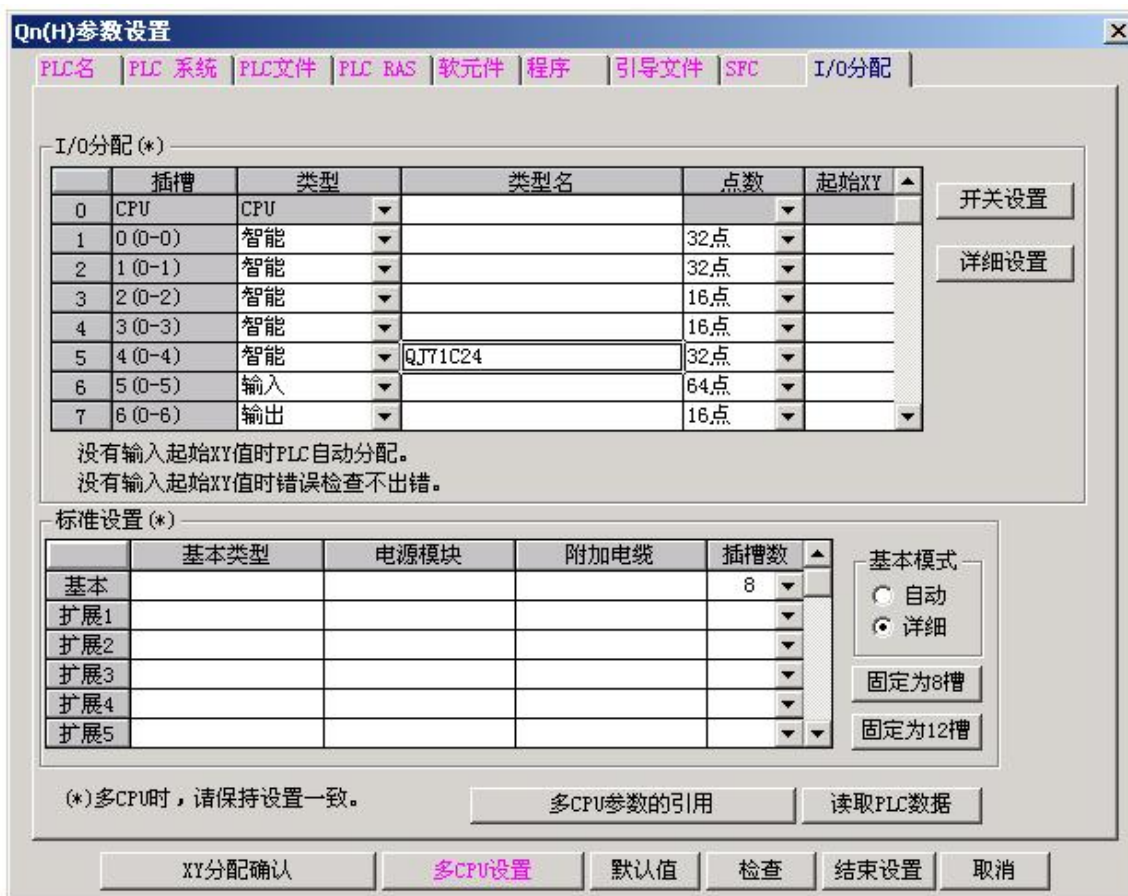 Qn(H)参数设置
PLC名 PLC 系统 PLC文件 PLC RAS 软元件 程序 引导文件 SFC I/O分配
I/O分配(*)
插槽 类型 类型名 点数 起始XY
0 CPU CPU
1 0(0-0) 智能 32点
2 1(0-1) 智能 32点
3 2(0-2) 智能 16点
4 3(0-3) 智能 16点
5 4(0-4) 智能 QJ71C24 32点
6 5(0-5) 输入 64点
7 6(0-6) 输出 16点
开关设置
详细设置
没有输入起始XY值时PLC自动分配。
没有输入起始XY值时错误检查不出错。
标准设置(*)
基本类型 电源模块 附加电缆 插槽数
基本 8
扩展1
扩展2
扩展3
扩展4
扩展5
基本模式
自动
详细
固定为8槽
固定为12槽
(*)多CPU时,请保持设置一致。
多CPU参数的引用 读取PLC数据
XY分配确认 多CPU设置 默认值 检查 结束设置 取消